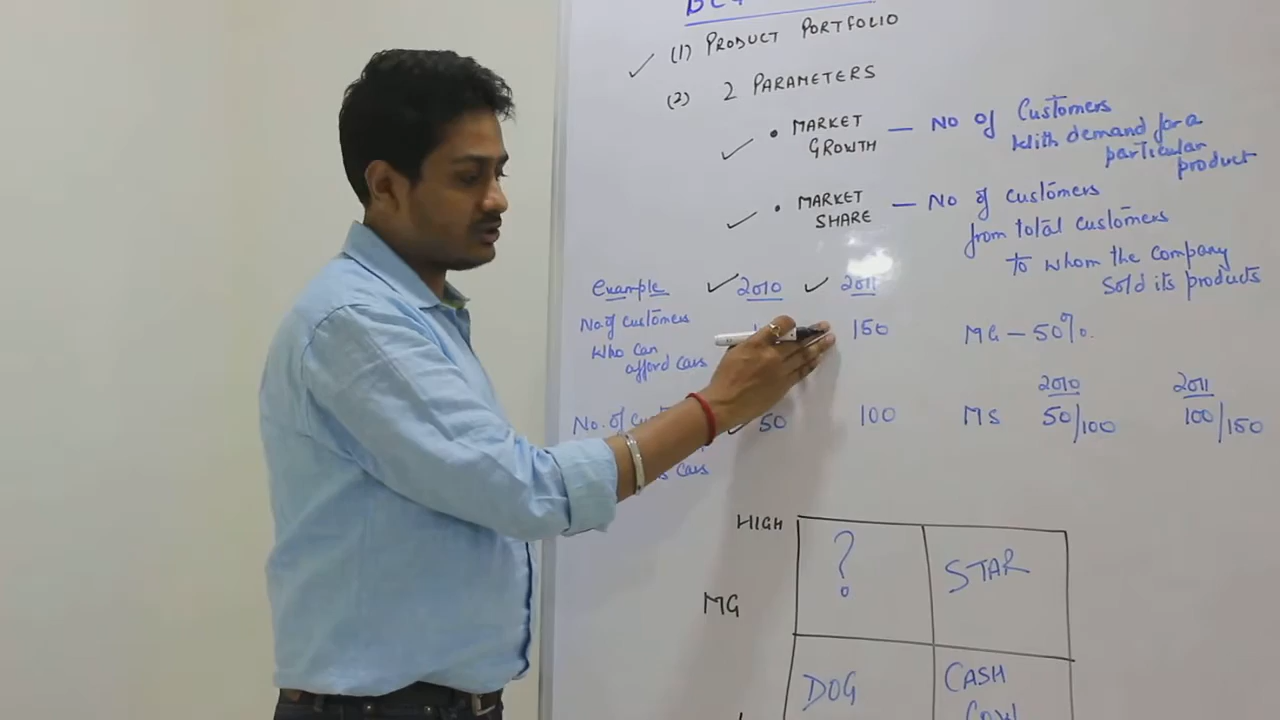 (1) PRODUCT PORTFOLIO
(2) 2 PARAMETERS
• MARKET GROWTH — No of Customers
With demand for a
particular
product
• MARKET SHARE — No of customers
from total customers
to whom the company
sold its products
Example 2010 2011
No. of customers
Who can
afford cars
150 MG – 50%.
No. of
50 100 MS 2010 50/100 2011 100/150
cars
HIGH
MG
? STAR
DOG CASH
COW